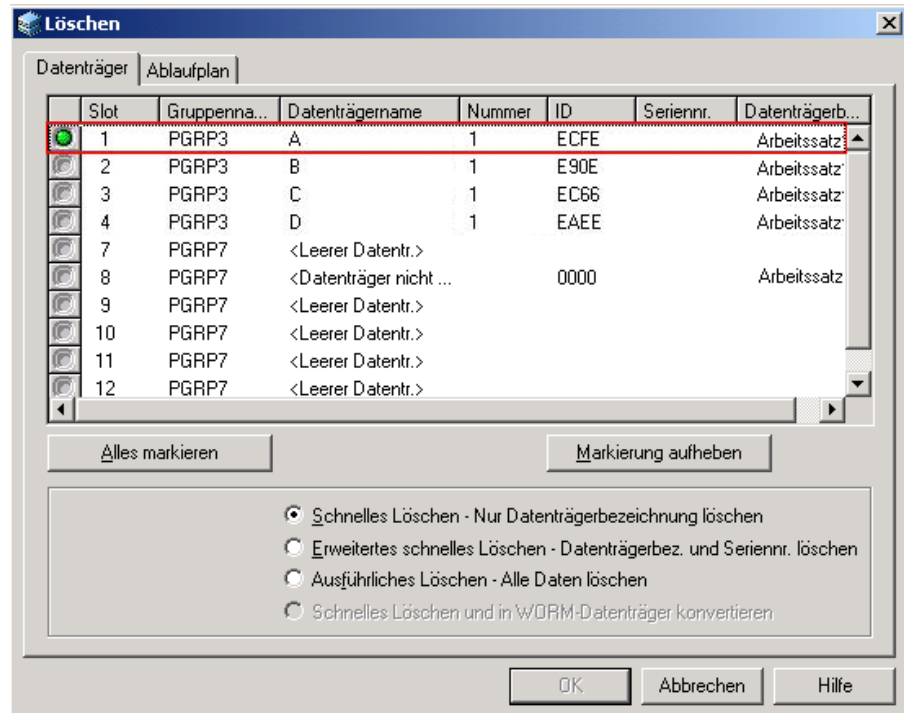 Löschen
Datenträger Ablaufplan
Slot Gruppenna... Datenträgername Nummer ID Seriennr. Datenträgerb...
1 PGRP3 A 1 ECFE Arbeitssatz
2 PGRP3 B 1 E90E Arbeitssatz
3 PGRP3 C 1 EC66 Arbeitssatz
4 PGRP3 D 1 EAEE Arbeitssatz
7 PGRP7 <Leerer Datentr.>
8 PGRP7 <Datenträger nicht ... 0000 Arbeitssatz
9 PGRP7 <Leerer Datentr.>
10 PGRP7 <Leerer Datentr.>
11 PGRP7 <Leerer Datentr.>
12 PGRP7 <Leerer Datentr.>
Alles markieren Markierung aufheben
Schnelles Löschen - Nur Datenträgerbezeichnung löschen
Erweitertes schnelles Löschen - Datenträgerbez. und Seriennr. löschen
Ausführliches Löschen - Alle Daten löschen
Schnelles Löschen und in WORM-Datenträger konvertieren
OK Abbrechen Hilfe